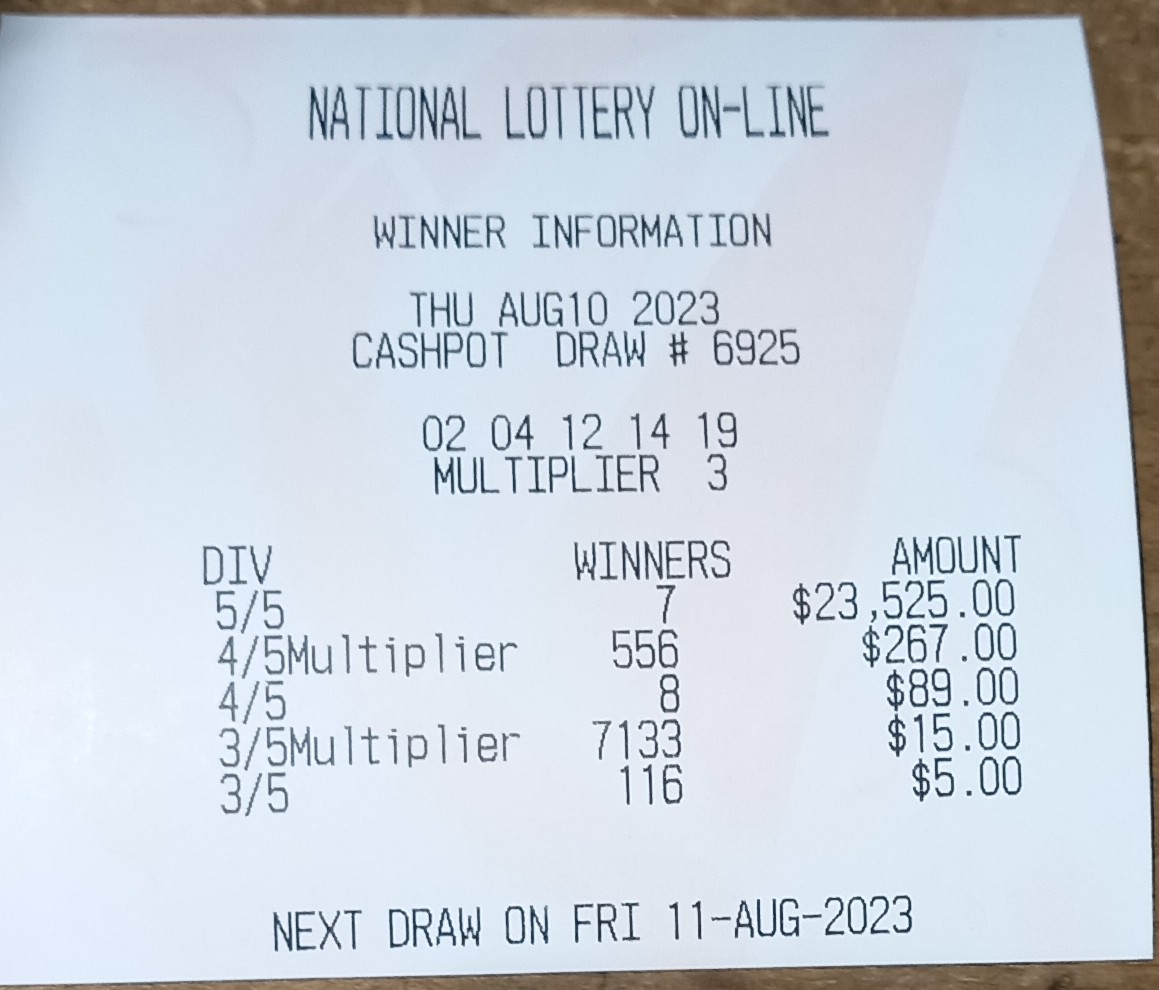 NATIONAL LOTTERY ON-LINE
WINNER INFORMATION
THU AUG10 2023
CASHPOT DRAW # 6925
02 04 12 14 19
MULTIPLIER 3
DIV WINNERS AMOUNT
5/5 7 $23,525.00
4/5Multiplier 556 $267.00
4/5 8 $89.00
3/5Multiplier 7133 $15.00
3/5 116 $5.00
NEXT DRAW ON FRI 11-AUG-2023